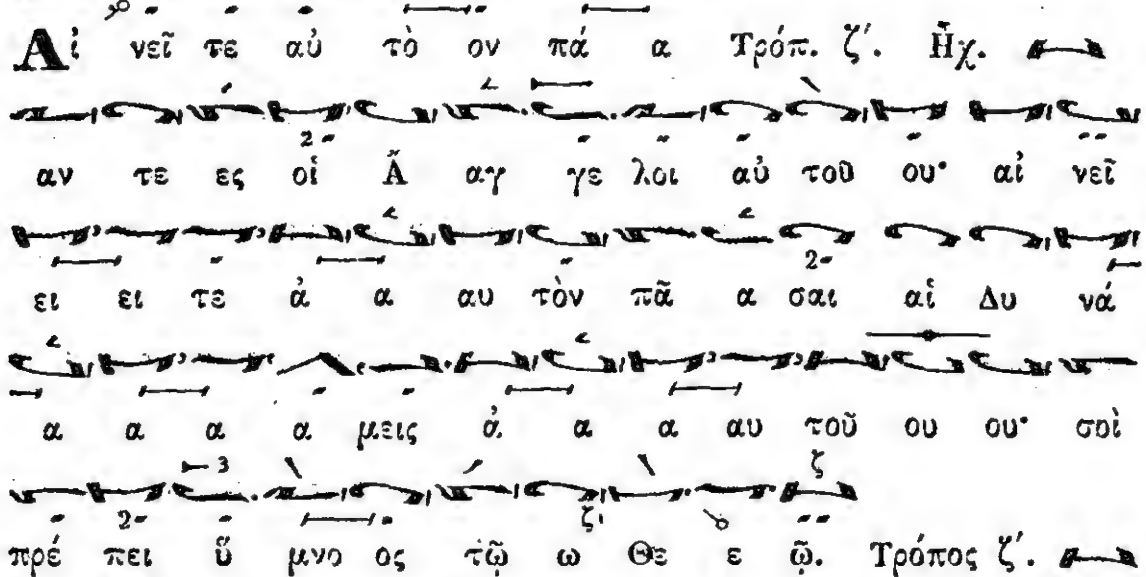 Αἰ νεῖ τε αὐ τὸ ον πά α Τρόπ. ζ΄. Ἦχ.
αν τε ες οἱ Ἄ αγ γε λοι αὐ τοῦ ου· αἰ νεῖ
ει ει τε ἀ α αυ τὸν πᾶ α σαι αἱ Δυ νά
α α α α μεις ἀ α α αυ τοῦ ου ου· σοὶ
πρέ πει ὕ μνο ος τῷ ω Θε ε ῷ. Τρόπος ζ΄.